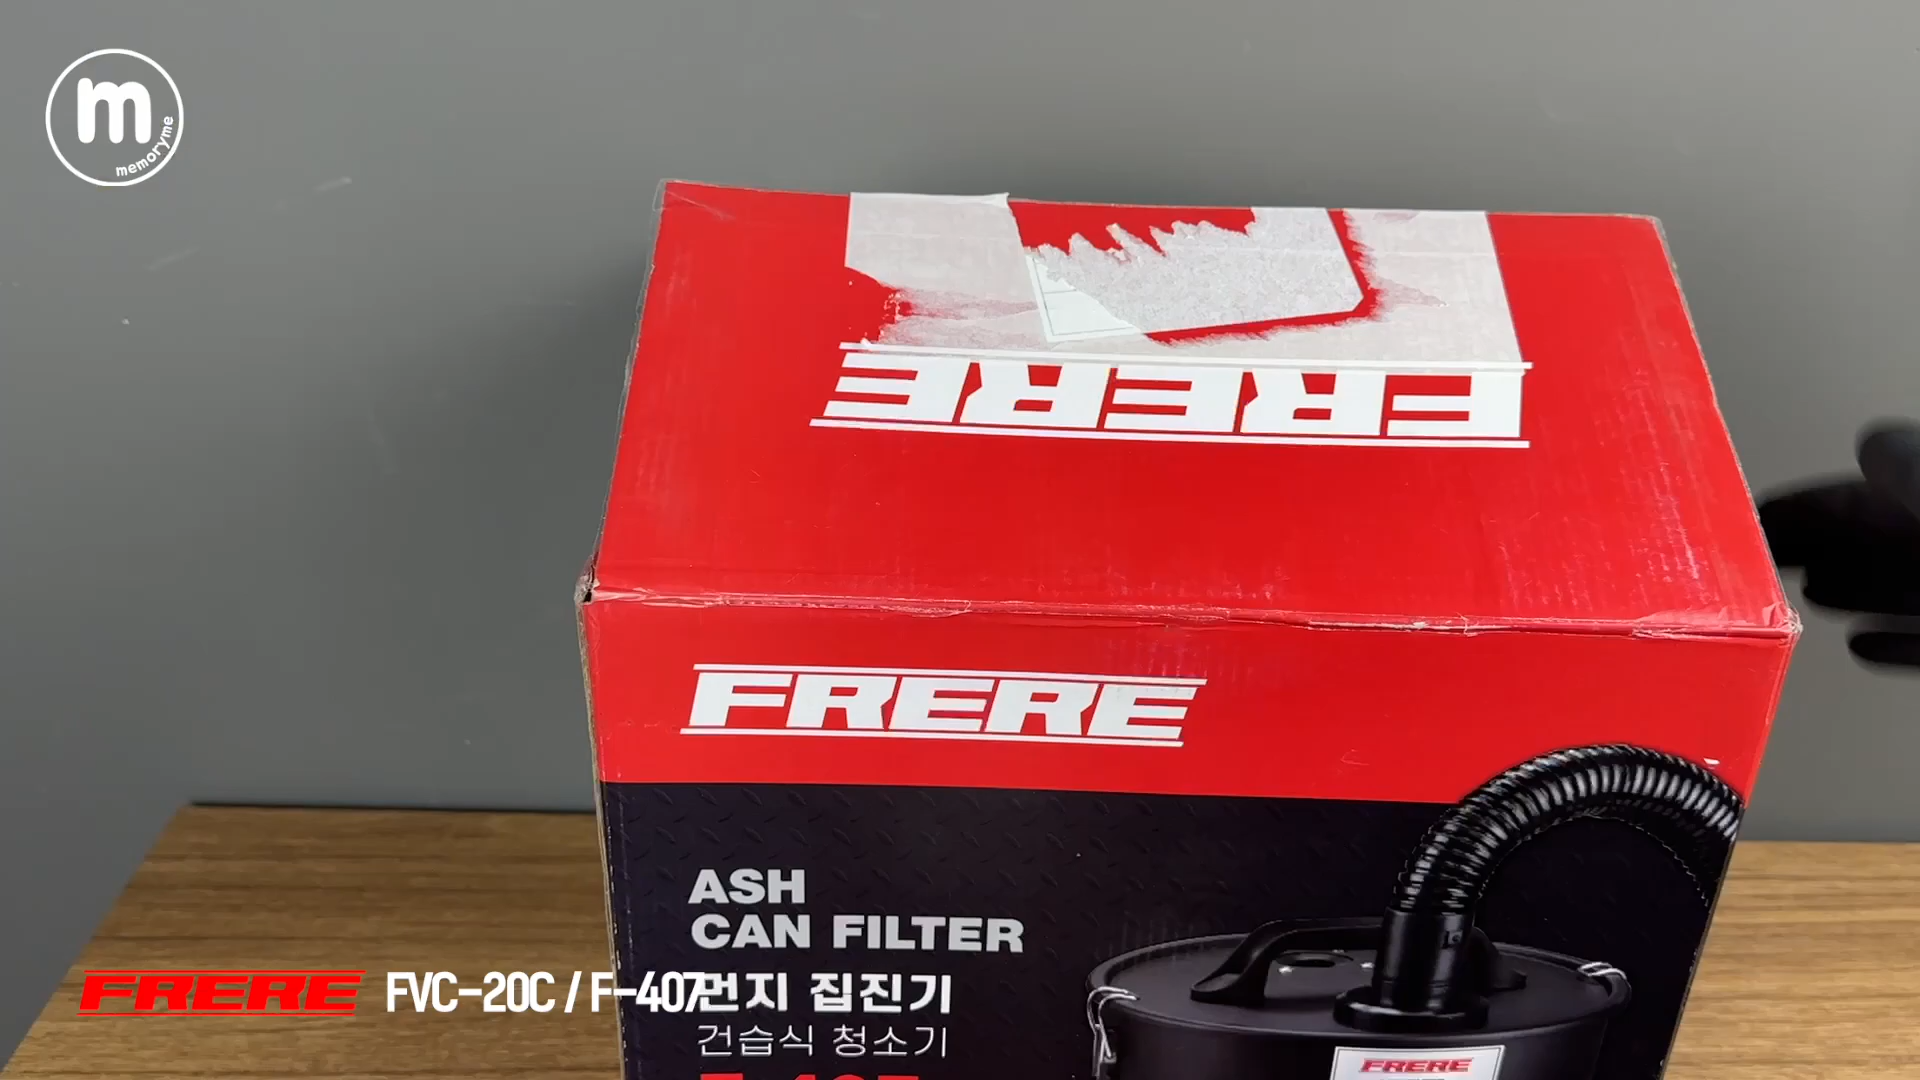 m
memoryme
FRERE
FRERE
ASH
CAN FILTER
먼지 집진기
건습식 청소기
FRERE
FRERE FVC-20C / F-407